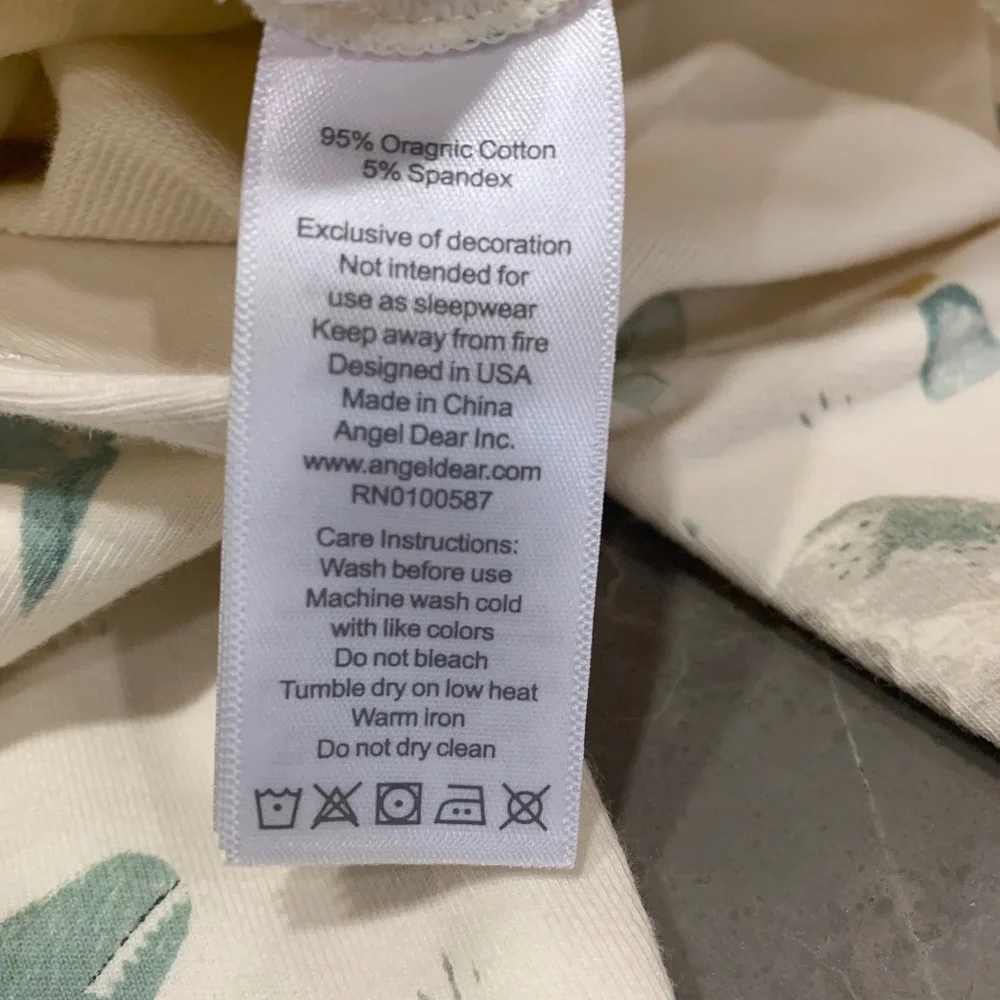 95% Oragnic Cotton
5% Spandex
Exclusive of decoration
Not intended for
use as sleepwear
Keep away from fire
Designed in USA
Made in China
Angel Dear Inc.
www.angeldear.com
RN0100587
Care Instructions:
Wash before use
Machine wash cold
with like colors
Do not bleach
Tumble dry on low heat
Warm iron
Do not dry clean